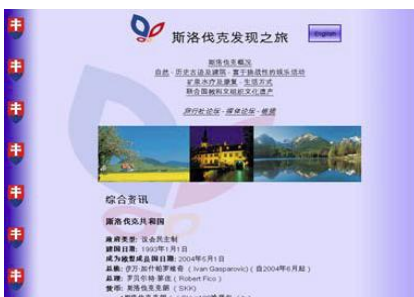 斯洛伐克发现之旅
English
斯洛伐克概况
自然 - 历史古迹及建筑 - 富于挑战性的娱乐活动
矿泉水疗及康复 - 生活方式
联合国教科文组织文化遗产
旅行社论坛 - 媒体论坛 - 链接
综合资讯
斯洛伐克共和国
政府类型: 议会民主制
建国日期: 1993年1月1日
成为欧盟成员国日期: 2004年5月1日
总统: 伊万·加什帕罗维奇 (Ivan Gasparovic) (自2004年6月起)
总理: 罗贝尔特·菲佐 (Robert Fico)
货币: 斯洛伐克克朗 (SKK)